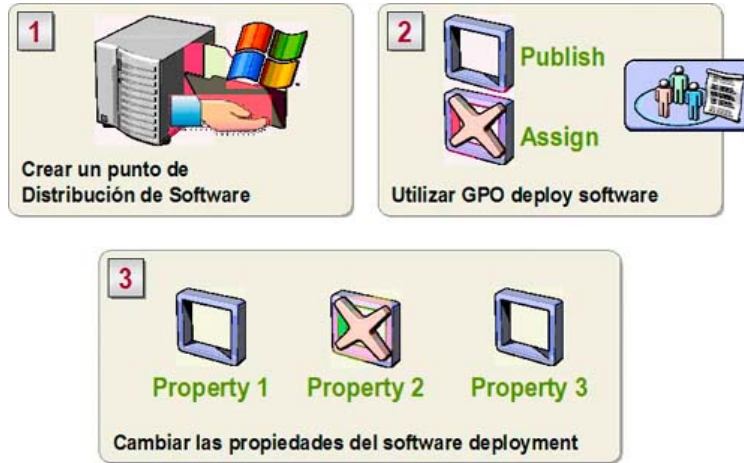 1
Crear un punto de
Distribución de Software
2
Publish
Assign
Utilizar GPO deploy software
3
Property 1
Property 2
Property 3
Cambiar las propiedades del software deployment